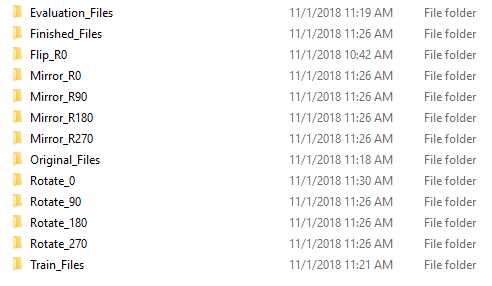 Evaluation_Files 11/1/2018 11:19 AM File folder
Finished_Files 11/1/2018 11:26 AM File folder
Flip_R0 11/1/2018 10:42 AM File folder
Mirror_R0 11/1/2018 11:26 AM File folder
Mirror_R90 11/1/2018 11:26 AM File folder
Mirror_R180 11/1/2018 11:26 AM File folder
Mirror_R270 11/1/2018 11:26 AM File folder
Original_Files 11/1/2018 11:18 AM File folder
Rotate_0 11/1/2018 11:30 AM File folder
Rotate_90 11/1/2018 11:26 AM File folder
Rotate_180 11/1/2018 11:26 AM File folder
Rotate_270 11/1/2018 11:26 AM File folder
Train_Files 11/1/2018 11:21 AM File folder